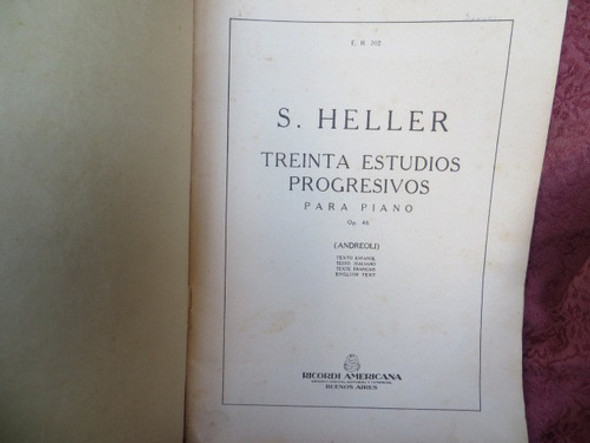 E. R. 202
S. HELLER
TREINTA ESTUDIOS
PROGRESIVOS
PARA PIANO
Op. 46
(ANDREOLI)
TEXTO ESPAÑOL
TESTO ITALIANO
TEXTE FRANÇAIS
ENGLISH TEXT
RICORDI AMERICANA
BUENOS AIRES